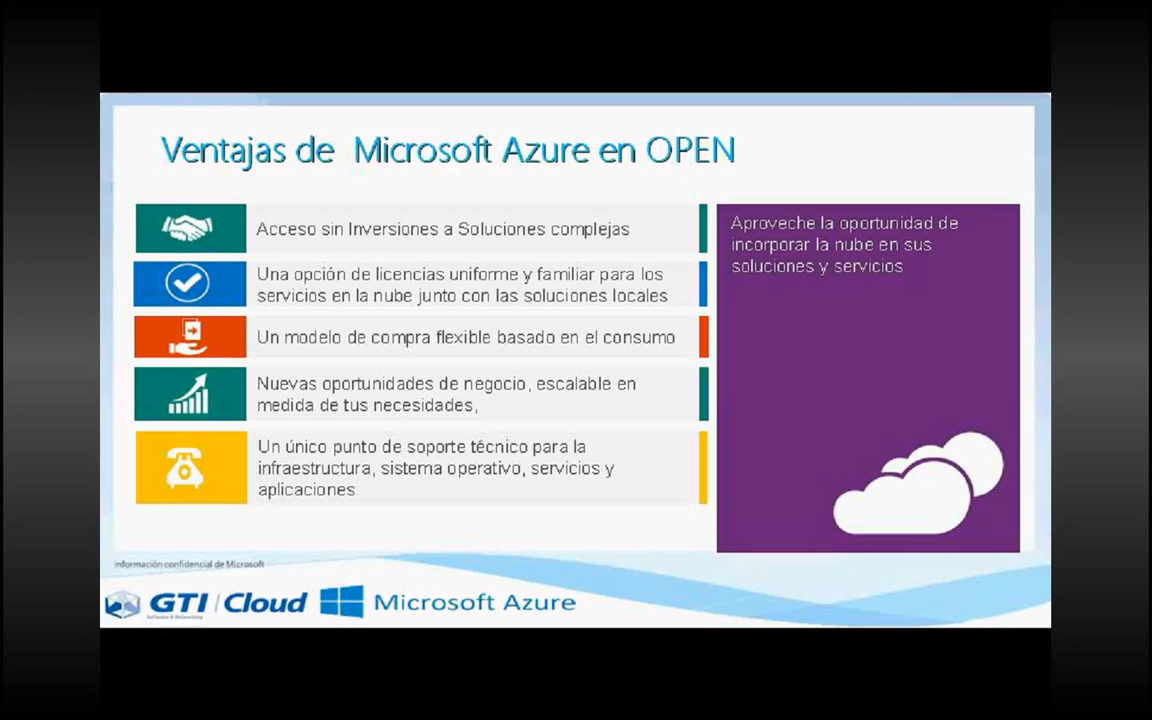 Ventajas de Microsoft Azure en OPEN
Acceso sin Inversiones a Soluciones complejas
Una opción de licencias uniforme y familiar para los
servicios en la nube junto con las soluciones locales
Un modelo de compra flexible basado en el consumo
Nuevas oportunidades de negocio, escalable en
medida de tus necesidades,
Un único punto de soporte técnico para la
infraestructura, sistema operativo, servicios y
aplicaciones
Aproveche la oportunidad de
incorporar la nube en sus
soluciones y servicios
Información confidencial de Microsoft
GTI | Cloud
Software & Networking
Microsoft Azure